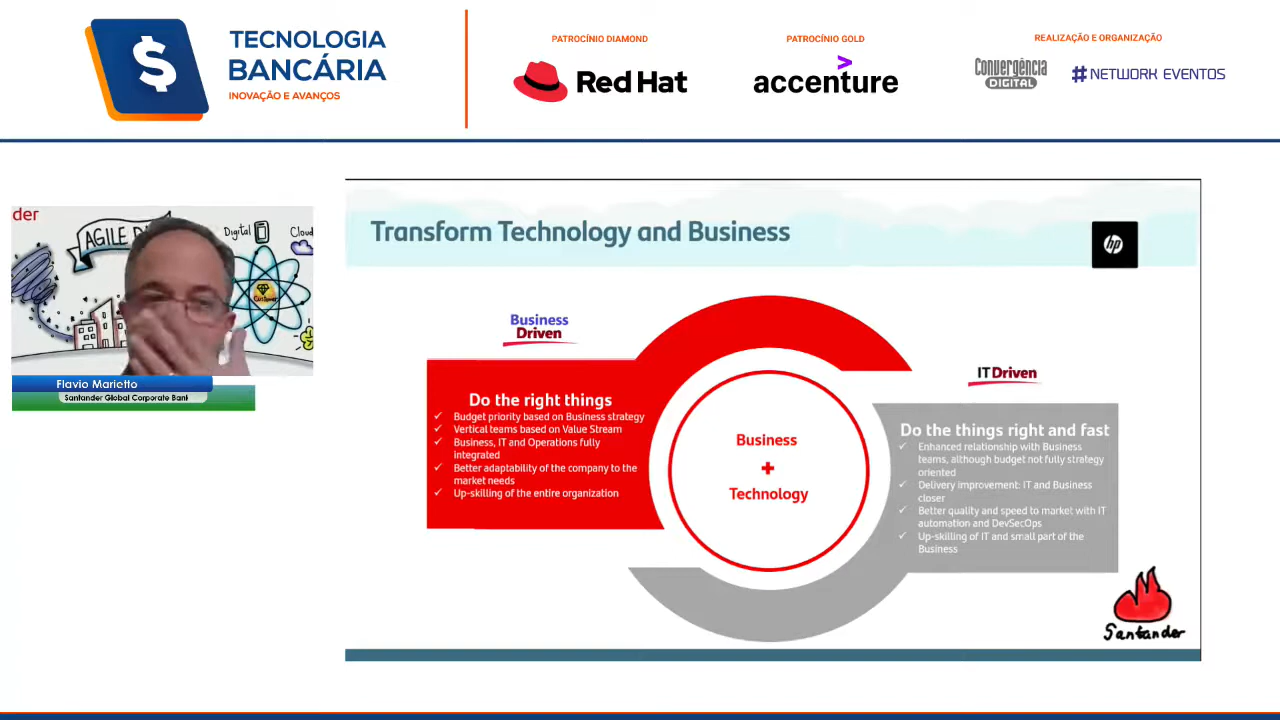 TECNOLOGIA
BANCÁRIA
INOVAÇÃO E AVANÇOS
PATROCÍNIO DIAMOND
Red Hat
PATROCÍNIO GOLD
accenture
REALIZAÇÃO E ORGANIZAÇÃO
Convergência
DIGITAL
#NETWORK EVENTOS
der
AGILE
Digital
Cloud
Customer
Flavio Marietto
Santander Global Corporate Bank
Transform Technology and Business
hp
Business
Driven
Do the right things
✓ Budget priority based on Business strategy
✓ Vertical teams based on Value Stream
✓ Business, IT and Operations fully
integrated
✓ Better adaptability of the company to the
market needs
✓ Up-skilling of the entire organization
Business
+
Technology
IT Driven
Do the things right and fast
✓ Enhanced relationship with Business
teams, although budget not fully strategy
oriented
✓ Delivery improvement: IT and Business
closer
✓ Better quality and speed to market with IT
automation and DevSecOps
✓ Up-skilling of IT and small part of the
Business
Santander